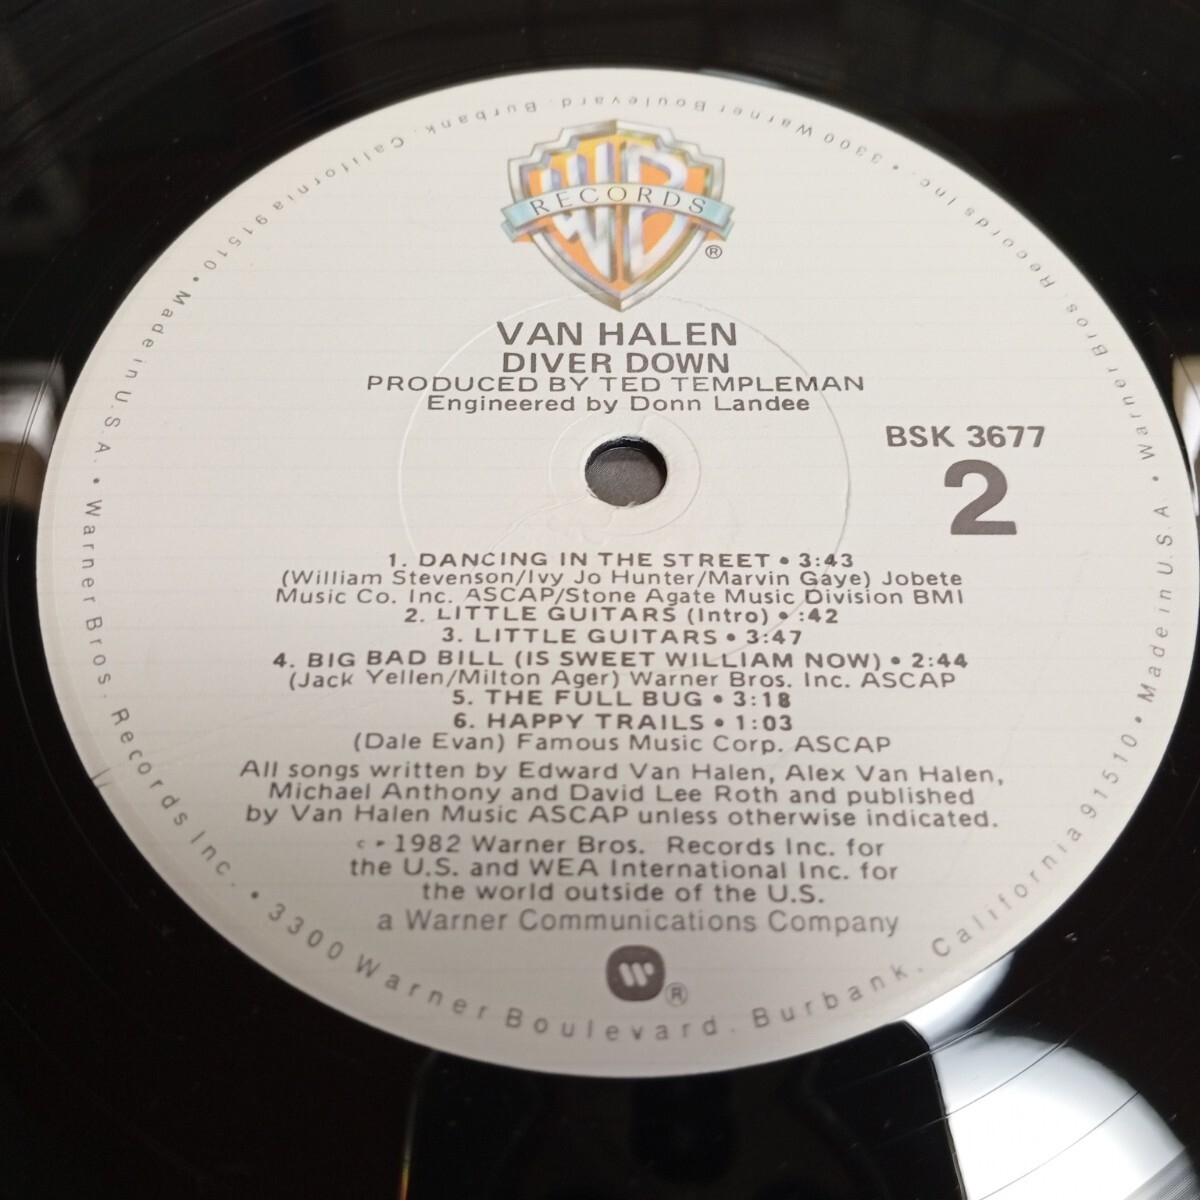 WB
RECORDS
®
VAN HALEN
DIVER DOWN
PRODUCED BY TED TEMPLEMAN
Engineered by Donn Landee
BSK 3677
2
1. DANCING IN THE STREET • 3:43
(William Stevenson/Ivy Jo Hunter/Marvin Gaye) Jobete
Music Co. Inc. ASCAP/Stone Agate Music Division BMI
2. LITTLE GUITARS (Intro) • :42
3. LITTLE GUITARS • 3:47
4. BIG BAD BILL (IS SWEET WILLIAM NOW) • 2:44
(Jack Yellen/Milton Ager) Warner Bros. Inc. ASCAP
5. THE FULL BUG • 3:18
6. HAPPY TRAILS • 1:03
(Dale Evan) Famous Music Corp. ASCAP
All songs written by Edward Van Halen, Alex Van Halen,
Michael Anthony and David Lee Roth and published
by Van Halen Music ASCAP unless otherwise indicated.
1982 Warner Bros. Records Inc. for
the U.S. and WEA International Inc. for
the world outside of the U.S.
a Warner Communications Company
®
Warner Bros. Records Inc. • 3300 Warner Boulevard. Burbank. California 91510 • Made in U.S.A. •
Warner Bros. Records Inc. • 3300 Warner Boulevard. Burbank. California 91510 • Made in U.S.A. •